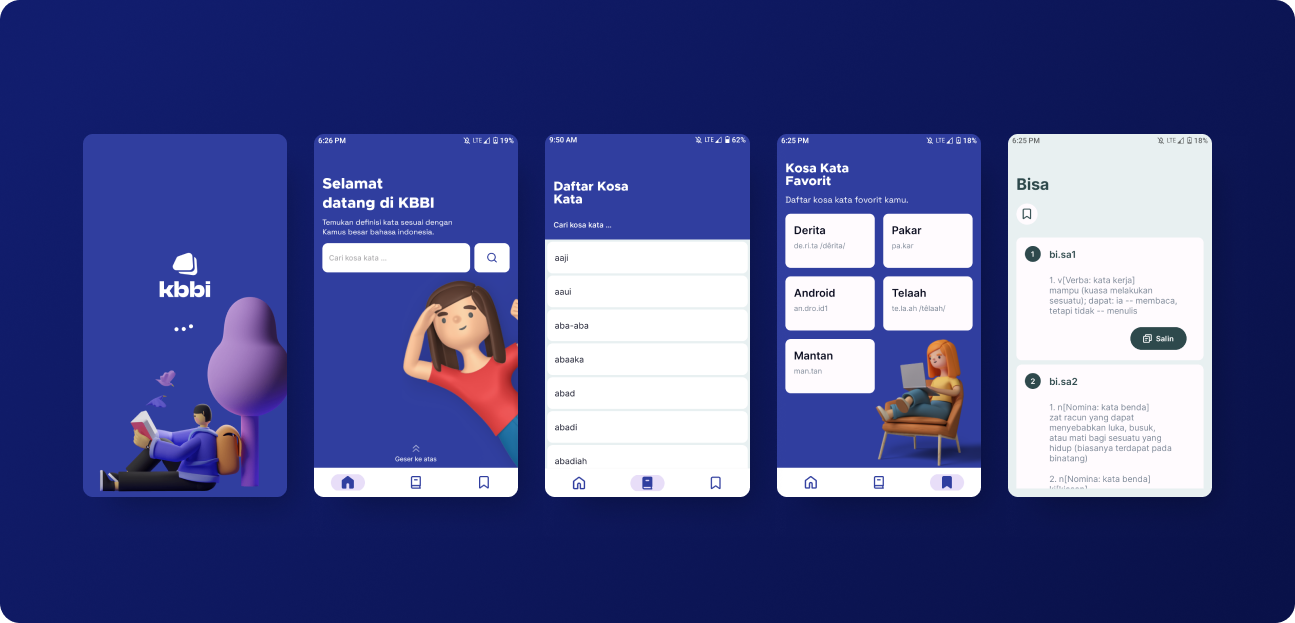 kbbi
6:26 PM
LTE
19%
Selamat
datang di KBBI
Temukan definisi kata sesuai dengan
Kamus besar bahasa indonesia.
Cari kosa kata ...
Geser ke atas
9:50 AM
LTE
62%
Daftar Kosa
Kata
Cari kosa kata ...
aaji
aaui
aba-aba
abaaka
abad
abadi
abadiah
6:25 PM
LTE
18%
Kosa Kata
Favorit
Daftar kosa kata fovorit kamu.
Derita
de.ri.ta /dêrita/
Pakar
pa.kar
Android
an.dro.id1
Telaah
te.la.ah /têlaah/
Mantan
man.tan
6:25 PM
LTE
18%
Bisa
1
bi.sa1
1. v[Verba: kata kerja]
mampu (kuasa melakukan
sesuatu); dapat: ia -- membaca,
tetapi tidak -- menulis
Salin
2
bi.sa2
1. n[Nomina: kata benda]
zat racun yang dapat
menyebabkan luka, busuk,
atau mati bagi sesuatu yang
hidup (biasanya terdapat pada
binatang)
2. n[Nomina: kata benda]